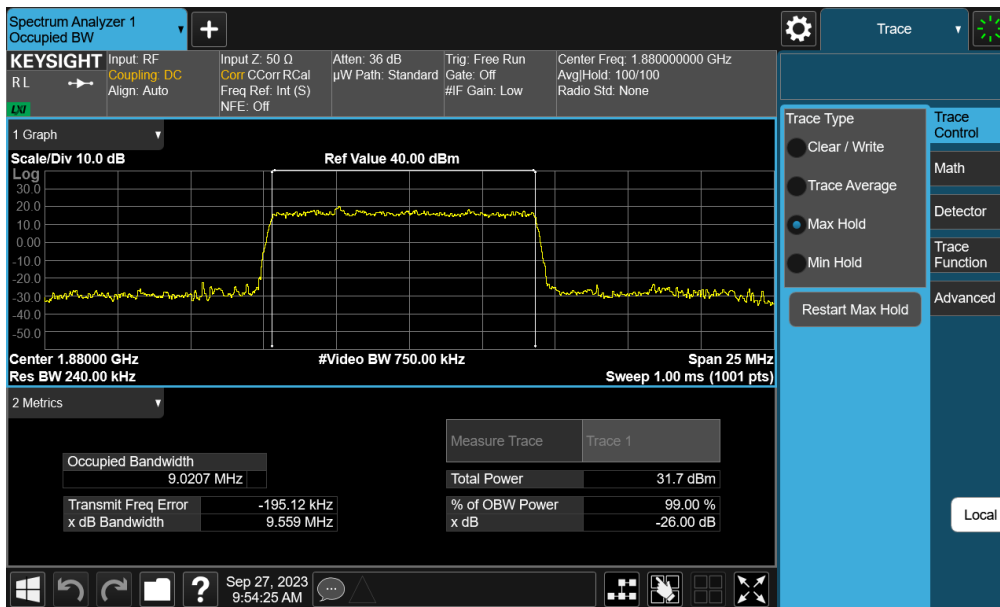 Spectrum Analyzer 1
Occupied BW
Trace
KEYSIGHT
R L
LXI
Input: RF
Coupling: DC
Align: Auto
Input Z: 50 Ω
Corr CCorr RCal
Freq Ref: Int (S)
NFE: Off
Atten: 36 dB
µW Path: Standard
Trig: Free Run
Gate: Off
#IF Gain: Low
Center Freq: 1.880000000 GHz
Avg|Hold: 100/100
Radio Std: None
1 Graph
Scale/Div 10.0 dB
Ref Value 40.00 dBm
Log
30.0
20.0
10.0
0.00
-10.0
-20.0
-30.0
-40.0
-50.0
Center 1.88000 GHz
#Video BW 750.00 kHz
Span 25 MHz
Res BW 240.00 kHz
Sweep 1.00 ms (1001 pts)
2 Metrics
Measure Trace
Trace 1
Occupied Bandwidth
9.0207 MHz
Total Power
31.7 dBm
Transmit Freq Error
-195.12 kHz
% of OBW Power
99.00 %
x dB Bandwidth
9.559 MHz
x dB
-26.00 dB
Trace Type
Clear / Write
Trace Average
Max Hold
Min Hold
Restart Max Hold
Trace
Control
Math
Detector
Trace
Function
Advanced
Local
?
Sep 27, 2023
9:54:25 AM